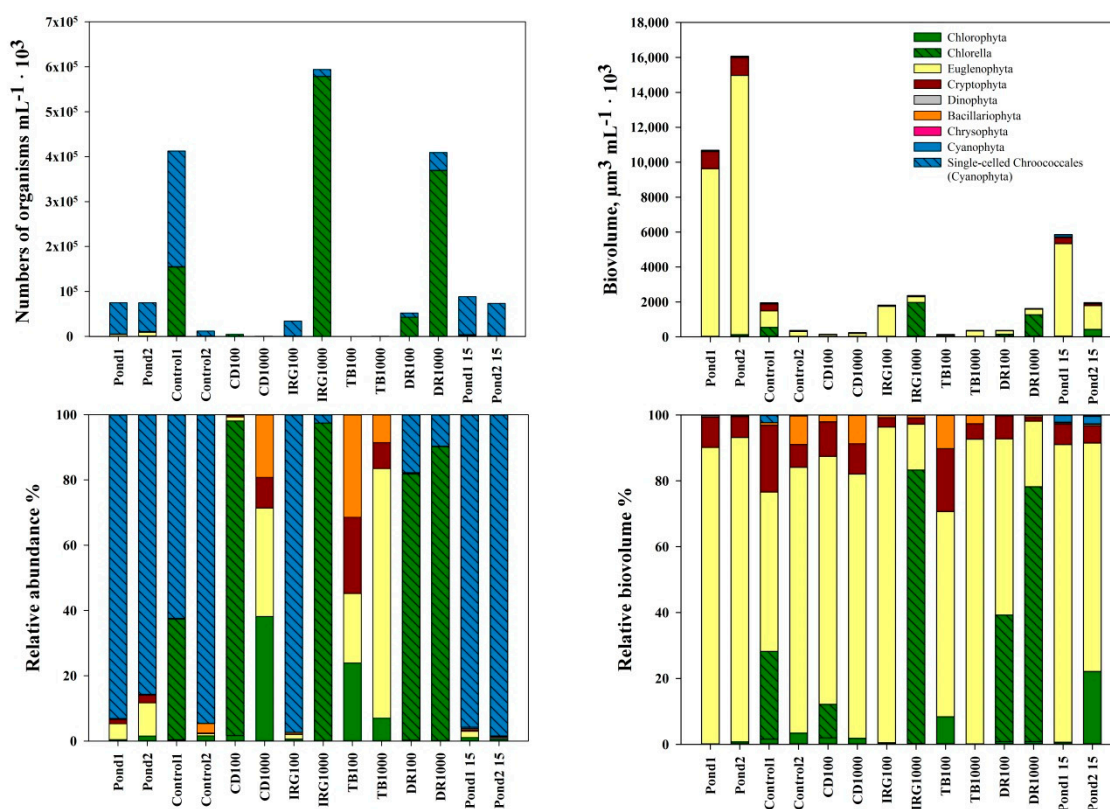 Numbers of organisms mL⁻¹ · 10³
7x10⁵
6x10⁵
5x10⁵
4x10⁵
3x10⁵
2x10⁵
10⁵
0
Pond1
Pond2
Control1
Control2
CD100
CD1000
IRG100
IRG1000
TB100
TB1000
DR100
DR1000
Pond1 15
Pond2 15
Biovolume, µm³ mL⁻¹ · 10³
18,000
16,000
14,000
12,000
10,000
8000
6000
4000
2000
0
Chlorophyta
Chlorella
Euglenophyta
Cryptophyta
Dinophyta
Bacillariophyta
Chrysophyta
Cyanophyta
Single-celled Chroococcales
(Cyanophyta)
Pond1
Pond2
Control1
Control2
CD100
CD1000
IRG100
IRG1000
TB100
TB1000
DR100
DR1000
Pond1 15
Pond2 15
Relative abundance %
100
80
60
40
20
0
Pond1
Pond2
Control1
Control2
CD100
CD1000
IRG100
IRG1000
TB100
TB1000
DR100
DR1000
Pond1 15
Pond2 15
Relative biovolume %
100
80
60
40
20
0
Pond1
Pond2
Control1
Control2
CD100
CD1000
IRG100
IRG1000
TB100
TB1000
DR100
DR1000
Pond1 15
Pond2 15